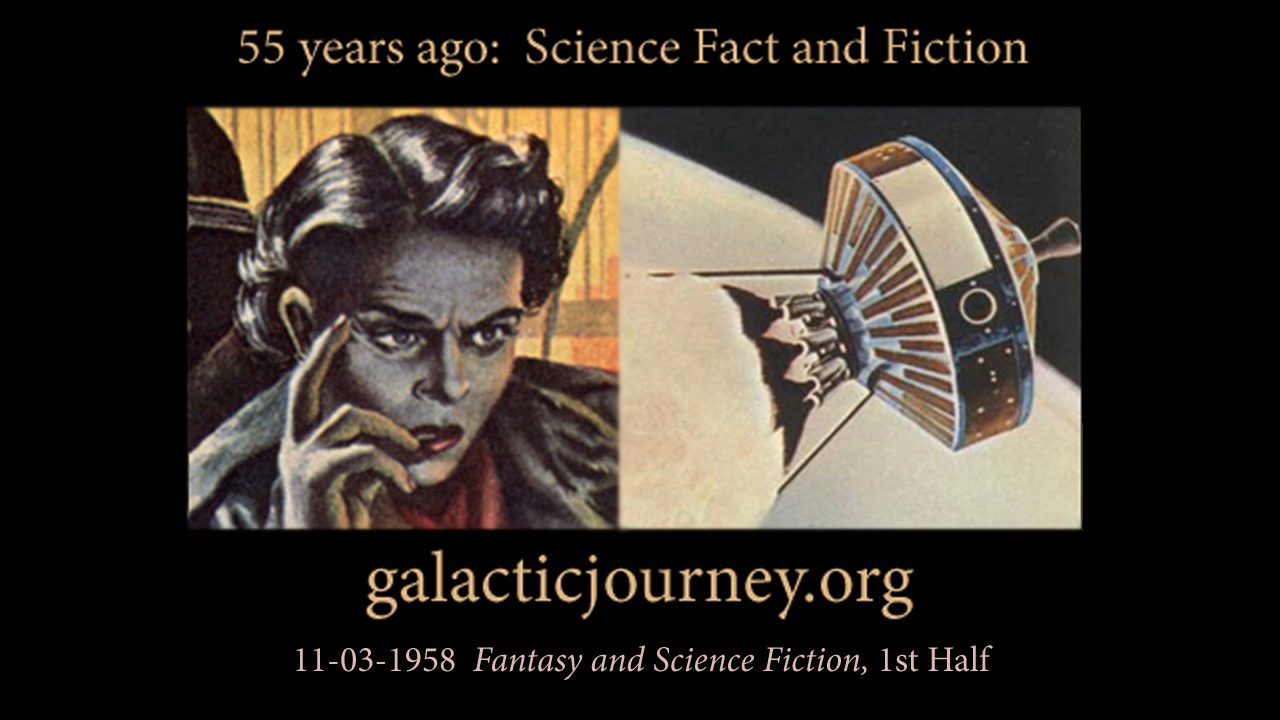 55 years ago: Science Fact and Fiction
galacticjourney.org
11-03-1958 Fantasy and Science Fiction, 1st Half